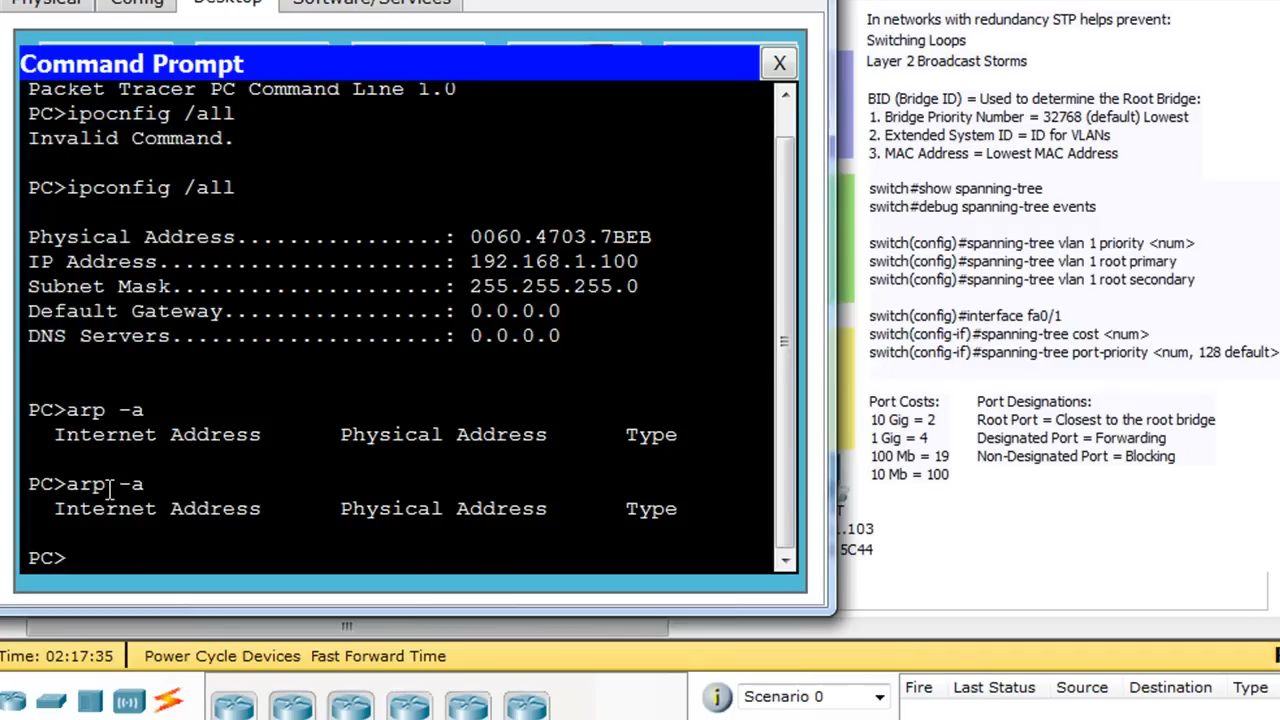 Physical
Config
Desktop
Software/Services
Command Prompt
X
Packet Tracer PC Command Line 1.0
PC>ipocnfig /all
Invalid Command.
PC>ipconfig /all
Physical Address................: 0060.4703.7BEB
IP Address......................: 192.168.1.100
Subnet Mask.....................: 255.255.255.0
Default Gateway.................: 0.0.0.0
DNS Servers.....................: 0.0.0.0
PC>arp -a
Internet Address Physical Address Type
PC>arp -a
Internet Address Physical Address Type
PC>
In networks with redundancy STP helps prevent:
Switching Loops
Layer 2 Broadcast Storms
BID (Bridge ID) = Used to determine the Root Bridge:
1. Bridge Priority Number = 32768 (default) Lowest
2. Extended System ID = ID for VLANs
3. MAC Address = Lowest MAC Address
switch#show spanning-tree
switch#debug spanning-tree events
switch(config)#spanning-tree vlan 1 priority <num>
switch(config)#spanning-tree vlan 1 root primary
switch(config)#spanning-tree vlan 1 root secondary
switch(config)#interface fa0/1
switch(config-if)#spanning-tree cost <num>
switch(config-if)#spanning-tree port-priority <num, 128 default>
Port Costs:
10 Gig = 2
1 Gig = 4
100 Mb = 19
10 Mb = 100
Port Designations:
Root Port = Closest to the root bridge
Designated Port = Forwarding
Non-Designated Port = Blocking
T
.103
5C44
Time: 02:17:35
Power Cycle Devices Fast Forward Time
i
Scenario 0
Fire
Last Status
Source
Destination
Type